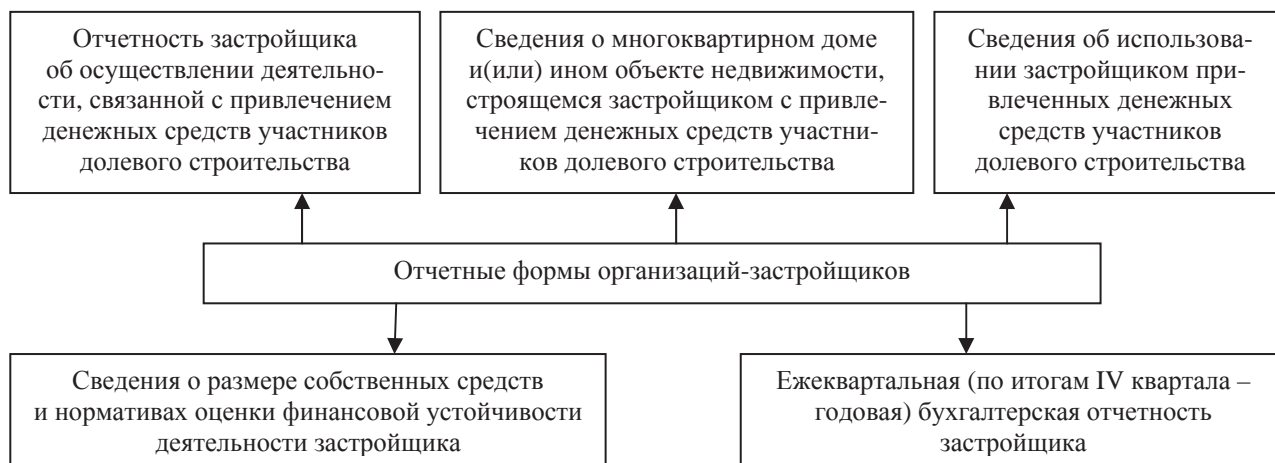 Отчетность застройщика
об осуществлении деятельно-
сти, связанной с привлечением
денежных средств участников
долевого строительства
Сведения о многоквартирном доме
и(или) ином объекте недвижимости,
строящемся застройщиком с привле-
чением денежных средств участни-
ков долевого строительства
Сведения об использова-
нии застройщиком при-
влеченных денежных
средств участников
долевого строительства
Отчетные формы организаций-застройщиков
Сведения о размере собственных средств
и нормативах оценки финансовой устойчивости
деятельности застройщика
Ежеквартальная (по итогам IV квартала –
годовая) бухгалтерская отчетность
застройщика